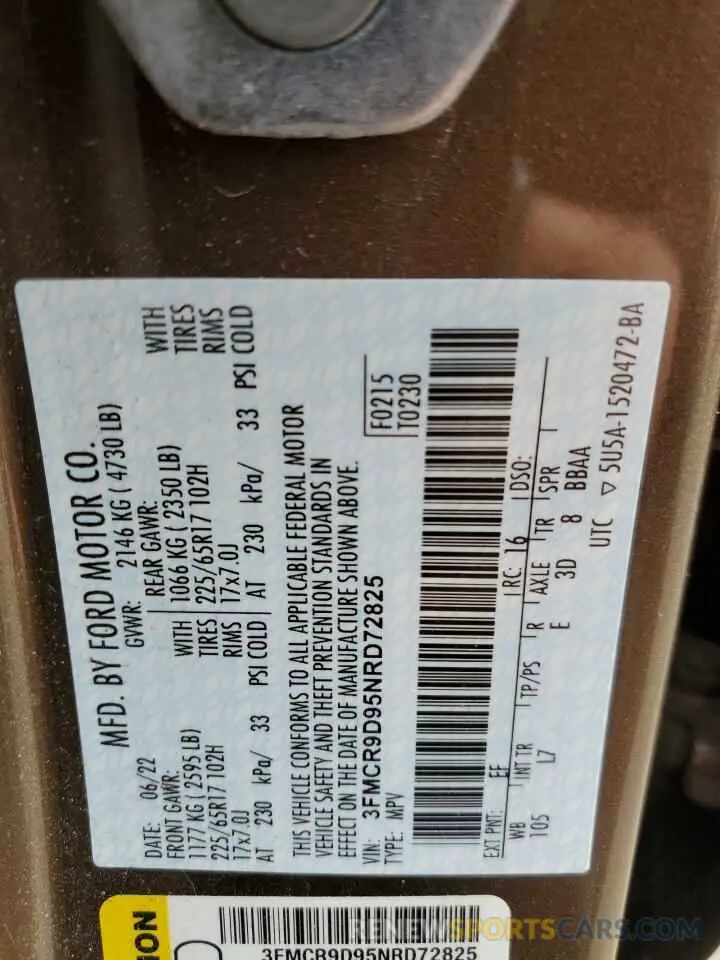 MFD. BY FORD MOTOR CO.
DATE: 06/22
GVWR: 2146 KG ( 4730 LB)
FRONT GAWR:
REAR GAWR:
1177 KG ( 2595 LB) WITH
1066 KG ( 2350 LB) WITH
225/65R17 102H TIRES
225/65R17 102H TIRES
17x7.0J RIMS
17x7.0J RIMS
AT 230 kPa/ 33 PSI COLD
AT 230 kPa/ 33 PSI COLD
THIS VEHICLE CONFORMS TO ALL APPLICABLE FEDERAL MOTOR
VEHICLE SAFETY AND THEFT PREVENTION STANDARDS IN
EFFECT ON THE DATE OF MANUFACTURE SHOWN ABOVE.
VIN: 3FMCR9D95NRD72825
TYPE: MPV
F0215
T0230
EXT PNT: EF RC: 16 DSO:
WB INT TR TP/PS R AXLE TR SPR
105 L7 E 3D 8 BBAA
UTC ▽ 5U5A-1520472-BA
ION
3FMCR9D95NRD72825
RENEWSPORTSCARS.COM